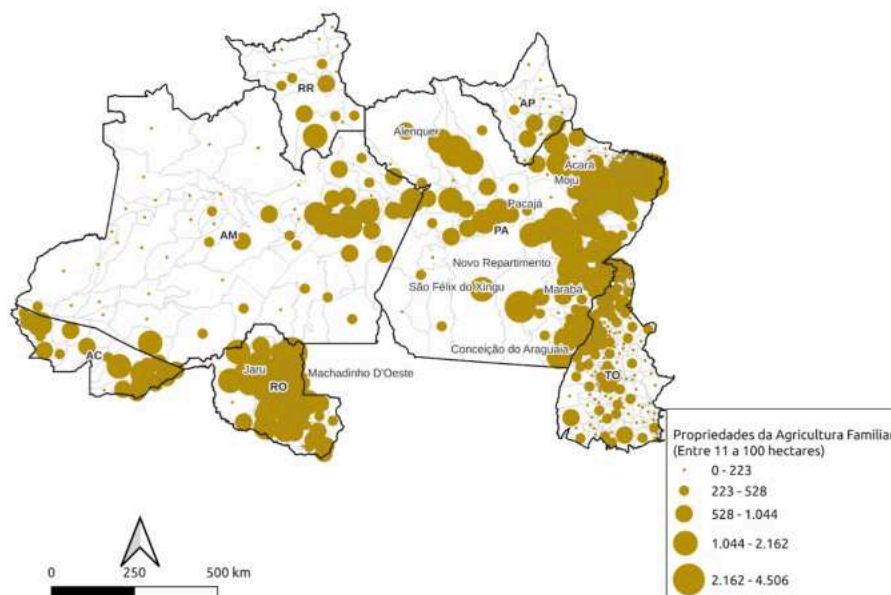 RR
AP
Alenquer
Acará
Moju
Pacajá
AM
PA
Novo Repartimento
São Félix do Xingu
Marabá
Conceição do Araguaia
AC
Jaru
RO
Machadinho D'Oeste
TO
Propriedades da Agricultura Familiar
(Entre 11 a 100 hectares)
0 - 223
223 - 528
528 - 1.044
1.044 - 2.162
2.162 - 4.506
0 250 500 km